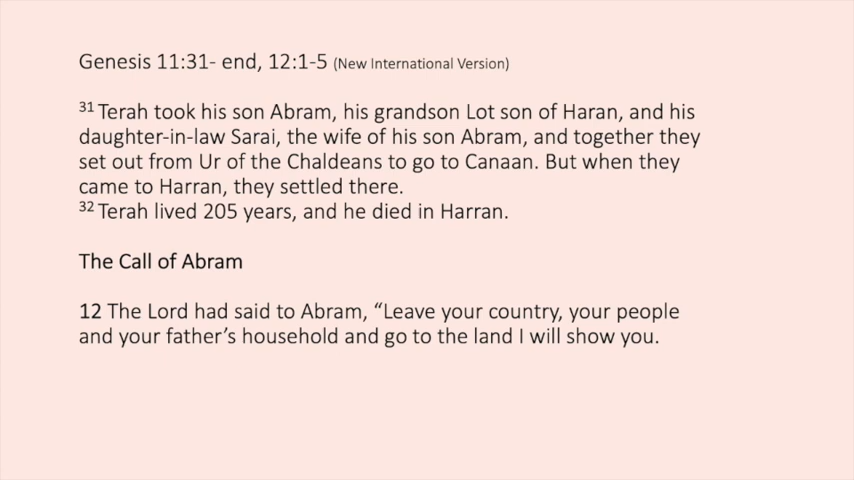 Genesis 11:31- end, 12:1-5 (New International Version)
31 Terah took his son Abram, his grandson Lot son of Haran, and his
daughter-in-law Sarai, the wife of his son Abram, and together they
set out from Ur of the Chaldeans to go to Canaan. But when they
came to Harran, they settled there.
32 Terah lived 205 years, and he died in Harran.
The Call of Abram
12 The Lord had said to Abram, “Leave your country, your people
and your father’s household and go to the land I will show you.